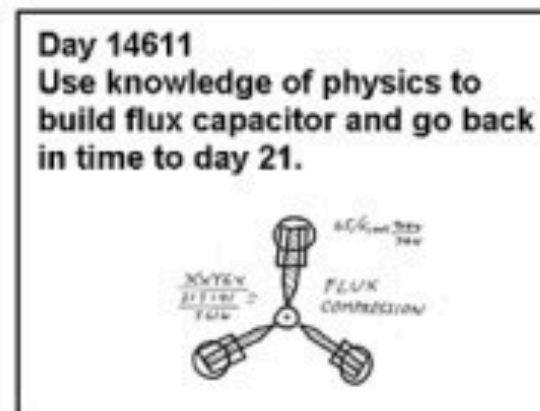 Day 14611
Use knowledge of physics to
build flux capacitor and go back
in time to day 21.
FLUX
COMPRESSION